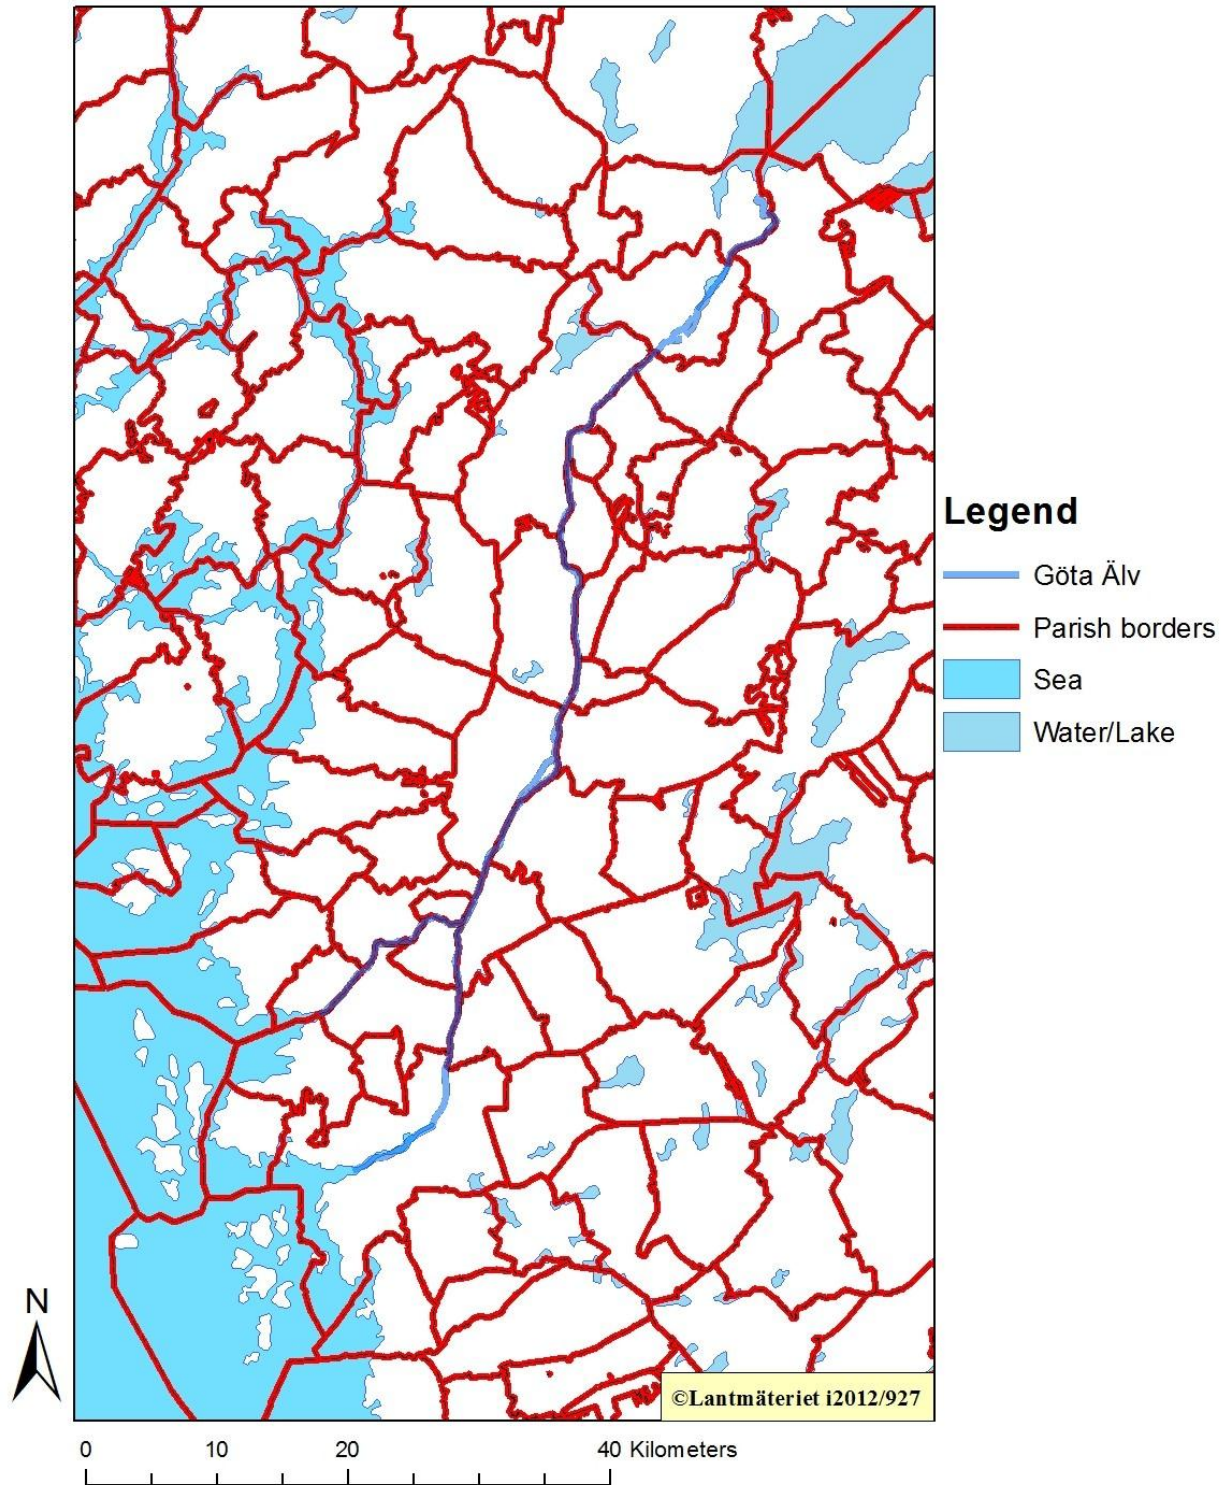 Legend
Göta Älv
Parish borders
Sea
Water/Lake
N
©Lantmäteriet i2012/927
0 10 20 40 Kilometers